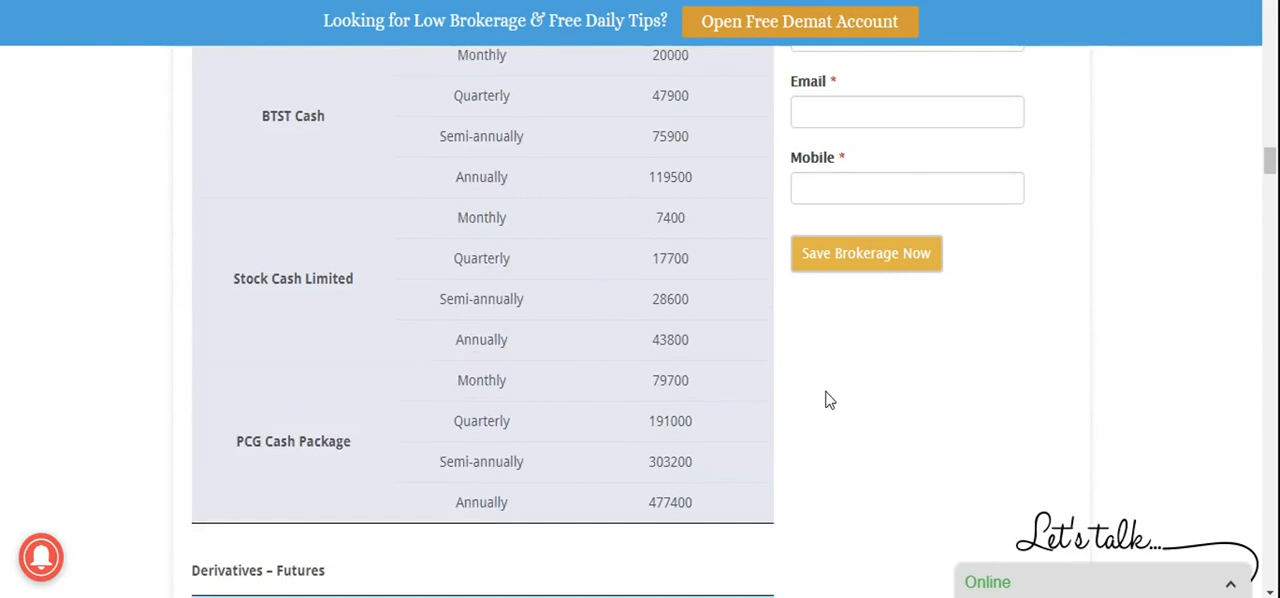 Looking for Low Brokerage & Free Daily Tips? Open Free Demat Account
Monthly 20000
Quarterly 47900
BTST Cash
Semi-annually 75900
Annually 119500
Monthly 7400
Quarterly 17700
Stock Cash Limited
Semi-annually 28600
Annually 43800
Monthly 79700
Quarterly 191000
PCG Cash Package
Semi-annually 303200
Annually 477400
Derivatives – Futures
Email *
Mobile *
Save Brokerage Now
Let's talk...
Online